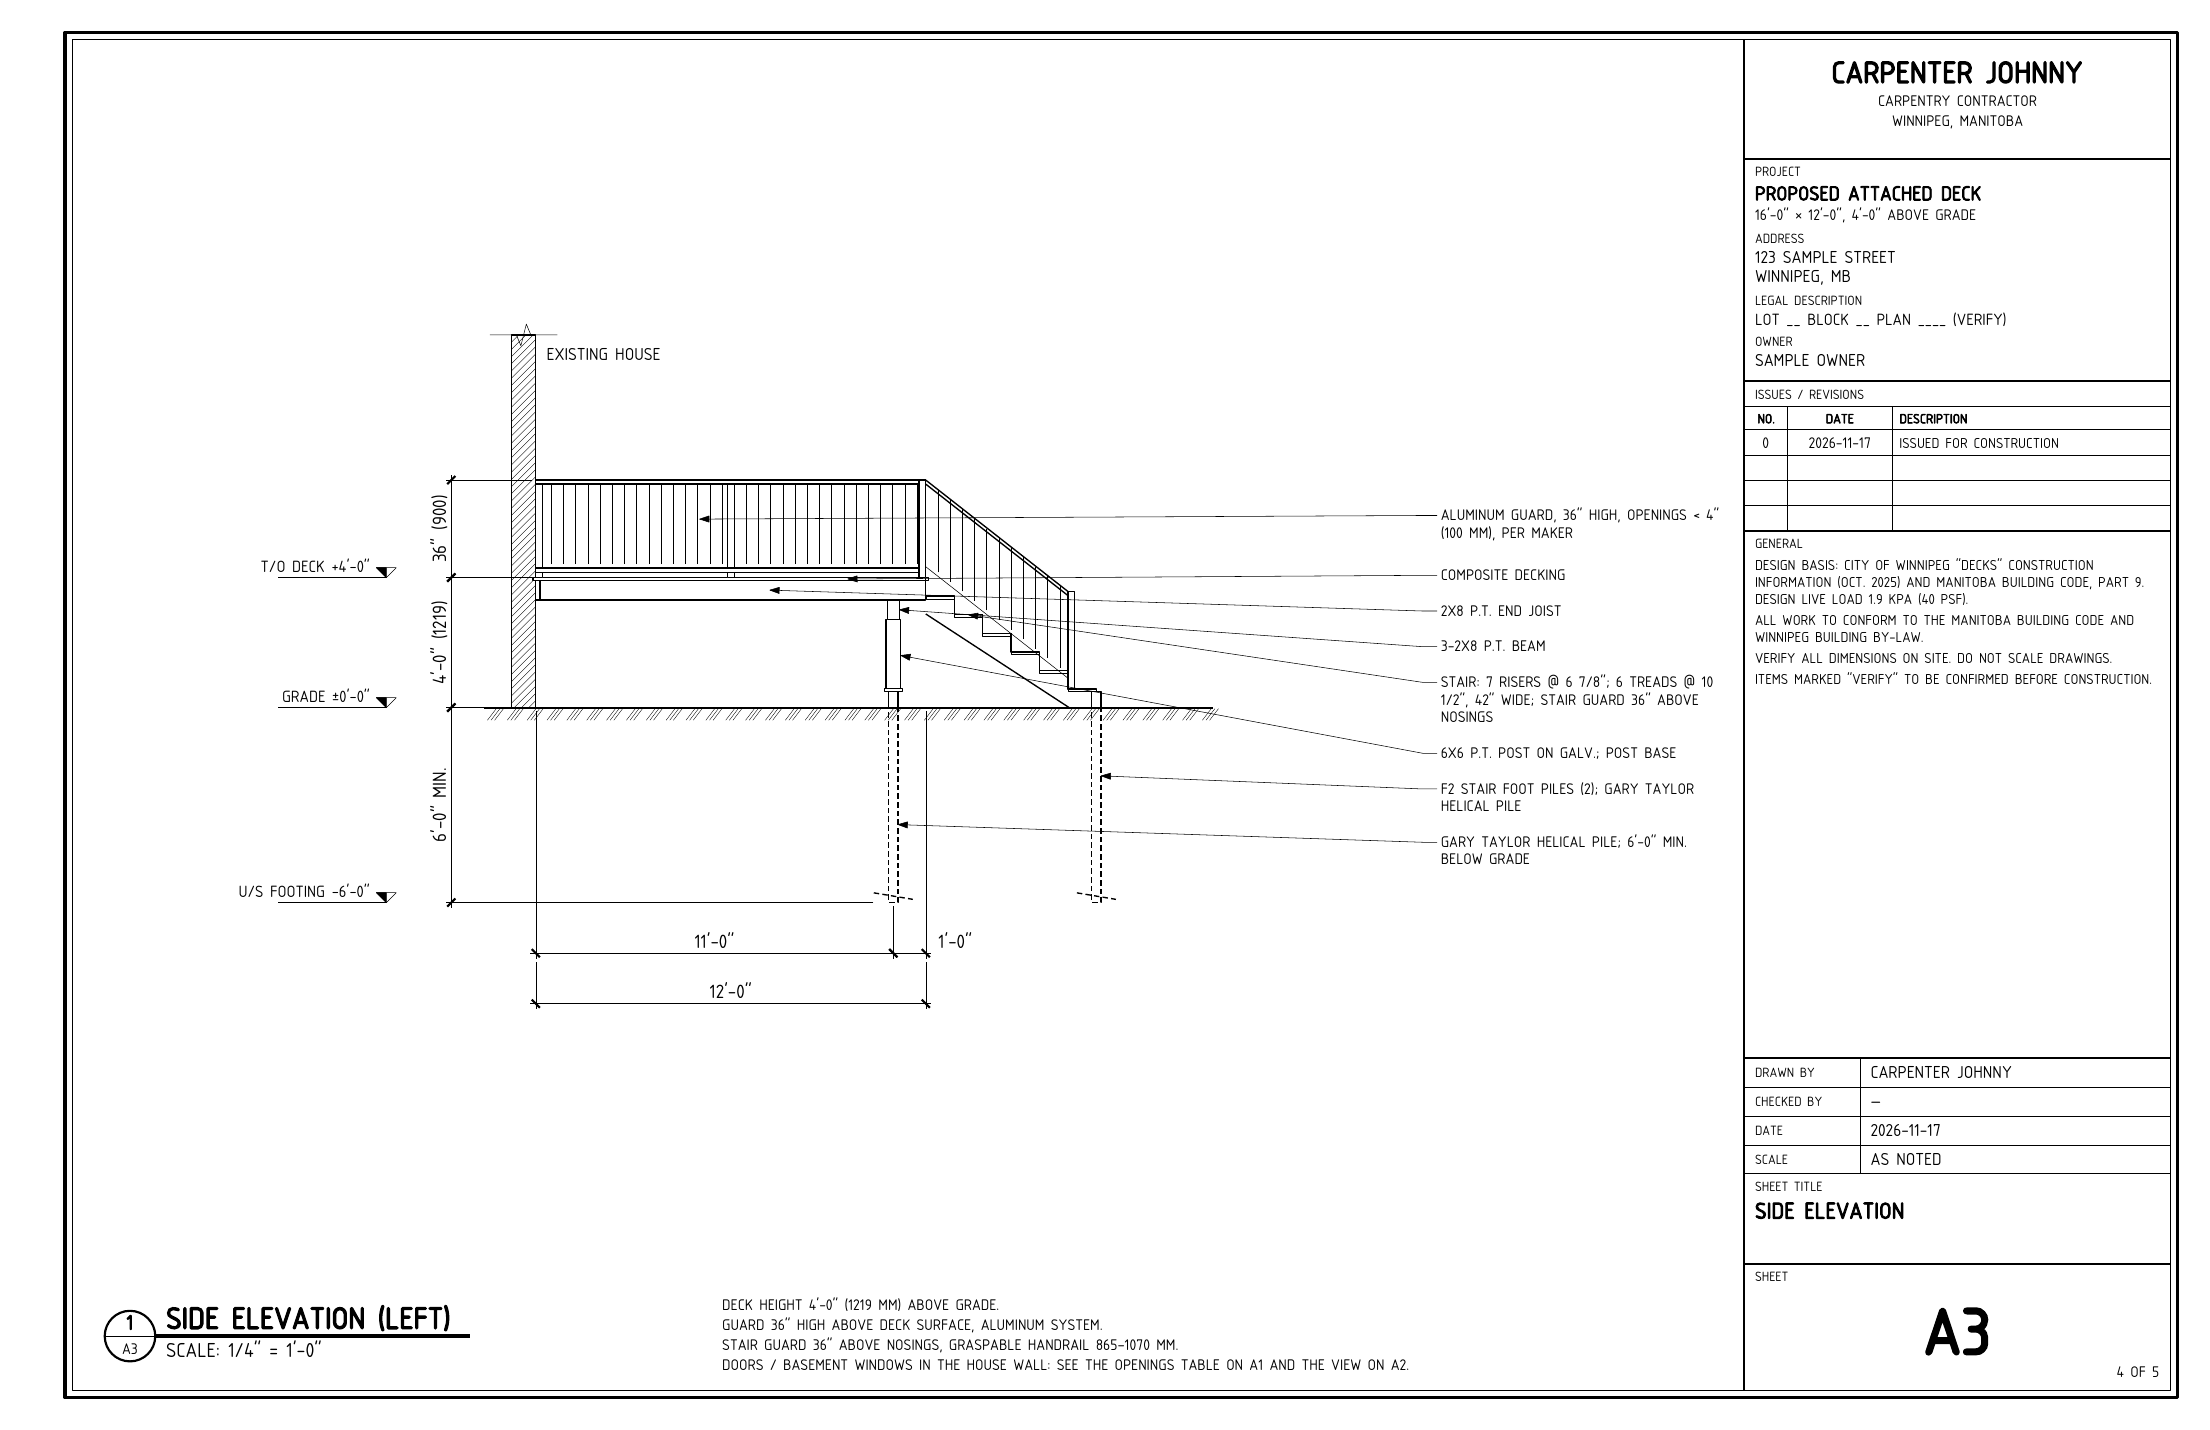 CARPENTER JOHNNY
CARPENTRY CONTRACTOR
WINNIPEG, MANITOBA
PROJECT
PROPOSED ATTACHED DECK
16'-0" × 12'-0", 4'-0" ABOVE GRADE
ADDRESS
123 SAMPLE STREET
WINNIPEG, MB
LEGAL DESCRIPTION
LOT __ BLOCK __ PLAN ____ (VERIFY)
OWNER
SAMPLE OWNER
ISSUES / REVISIONS
NO. DATE DESCRIPTION
0 2026-11-17 ISSUED FOR CONSTRUCTION
GENERAL
DESIGN BASIS: CITY OF WINNIPEG "DECKS" CONSTRUCTION
INFORMATION (OCT. 2025) AND MANITOBA BUILDING CODE, PART 9.
DESIGN LIVE LOAD 1.9 KPA (40 PSF).
ALL WORK TO CONFORM TO THE MANITOBA BUILDING CODE AND
WINNIPEG BUILDING BY-LAW.
VERIFY ALL DIMENSIONS ON SITE. DO NOT SCALE DRAWINGS.
ITEMS MARKED "VERIFY" TO BE CONFIRMED BEFORE CONSTRUCTION.
EXISTING HOUSE
36" (900)
T/O DECK +4'-0"
4'-0" (1219)
GRADE ±0'-0"
6'-0" MIN.
U/S FOOTING -6'-0"
11'-0"
1'-0"
12'-0"
ALUMINUM GUARD, 36" HIGH, OPENINGS < 4"
(100 MM), PER MAKER
COMPOSITE DECKING
2X8 P.T. END JOIST
3-2X8 P.T. BEAM
STAIR: 7 RISERS @ 6 7/8"; 6 TREADS @ 10
1/2", 42" WIDE; STAIR GUARD 36" ABOVE
NOSINGS
6X6 P.T. POST ON GALV.; POST BASE
F2 STAIR FOOT PILES (2); GARY TAYLOR
HELICAL PILE
GARY TAYLOR HELICAL PILE; 6'-0" MIN.
BELOW GRADE
1
A3
SIDE ELEVATION (LEFT)
SCALE: 1/4" = 1'-0"
DECK HEIGHT 4'-0" (1219 MM) ABOVE GRADE.
GUARD 36" HIGH ABOVE DECK SURFACE, ALUMINUM SYSTEM.
STAIR GUARD 36" ABOVE NOSINGS, GRASPABLE HANDRAIL 865-1070 MM.
DOORS / BASEMENT WINDOWS IN THE HOUSE WALL: SEE THE OPENINGS TABLE ON A1 AND THE VIEW ON A2.
DRAWN BY CARPENTER JOHNNY
CHECKED BY —
DATE 2026-11-17
SCALE AS NOTED
SHEET TITLE
SIDE ELEVATION
SHEET
A3
4 OF 5